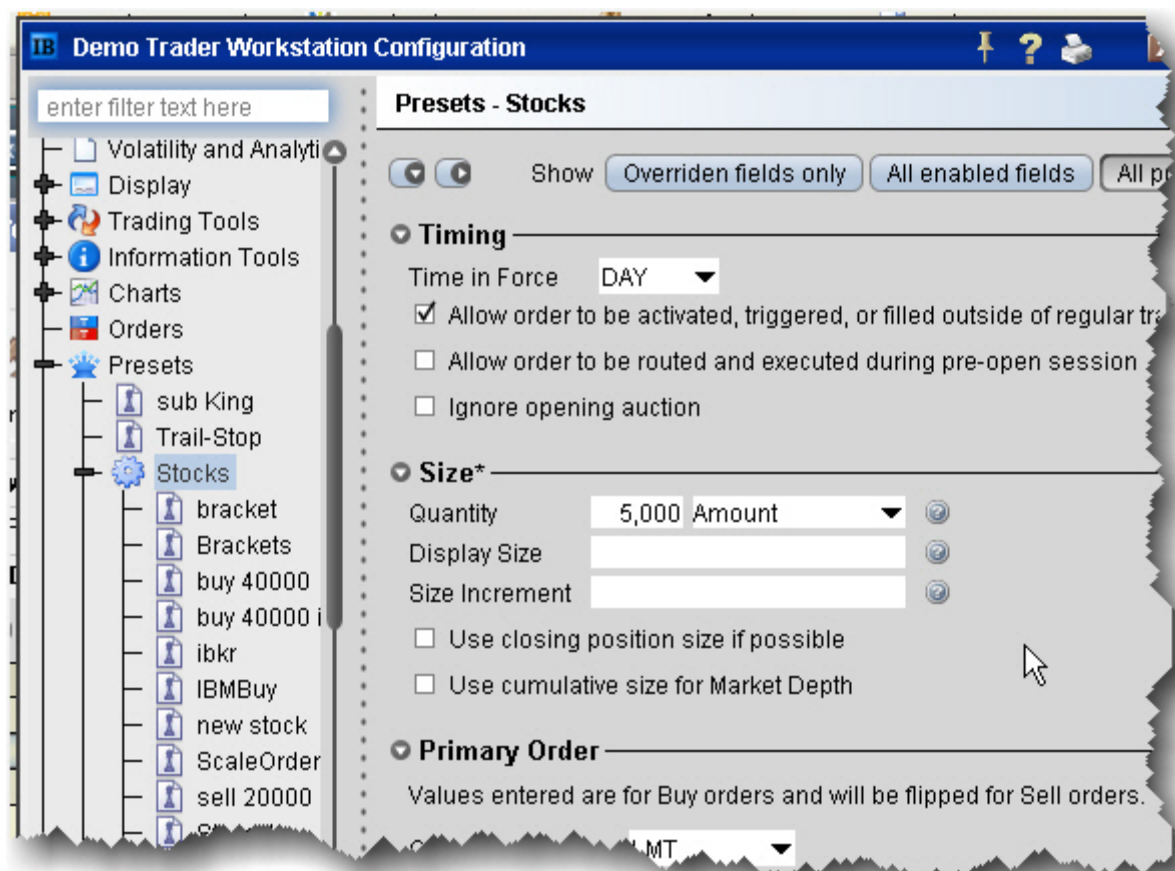 IB Demo Trader Workstation Configuration
enter filter text here
Volatility and Analyti
Display
Trading Tools
Information Tools
Charts
Orders
Presets
sub King
Trail-Stop
Stocks
bracket
Brackets
buy 40000
buy 40000 i
ibkr
IBMBuy
new stock
ScaleOrder
sell 20000
Presets - Stocks
Show Overriden fields only All enabled fields All
Timing
Time in Force DAY
Allow order to be activated, triggered, or filled outside of regular
Allow order to be routed and executed during pre-open session
Ignore opening auction
Size*
Quantity 5,000 Amount
Display Size
Size Increment
Use closing position size if possible
Use cumulative size for Market Depth
Primary Order
Values entered are for Buy orders and will be flipped for Sell orders.